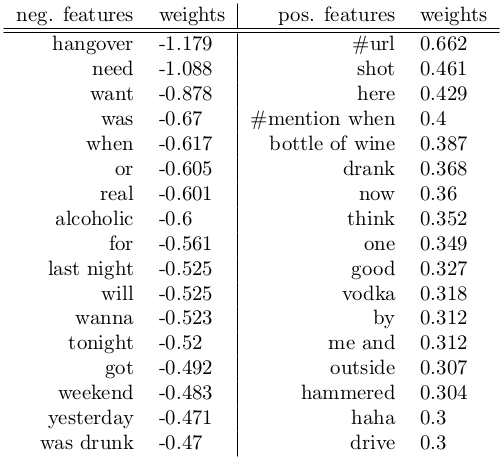 neg. features weights pos. features weights
hangover -1.179 #url 0.662
need -1.088 shot 0.461
want -0.878 here 0.429
was -0.67 #mention when 0.4
when -0.617 bottle of wine 0.387
or -0.605 drank 0.368
real -0.601 now 0.36
alcoholic -0.6 think 0.352
for -0.561 one 0.349
last night -0.525 good 0.327
will -0.525 vodka 0.318
wanna -0.523 by 0.312
tonight -0.52 me and 0.312
got -0.492 outside 0.307
weekend -0.483 hammered 0.304
yesterday -0.471 haha 0.3
was drunk -0.47 drive 0.3